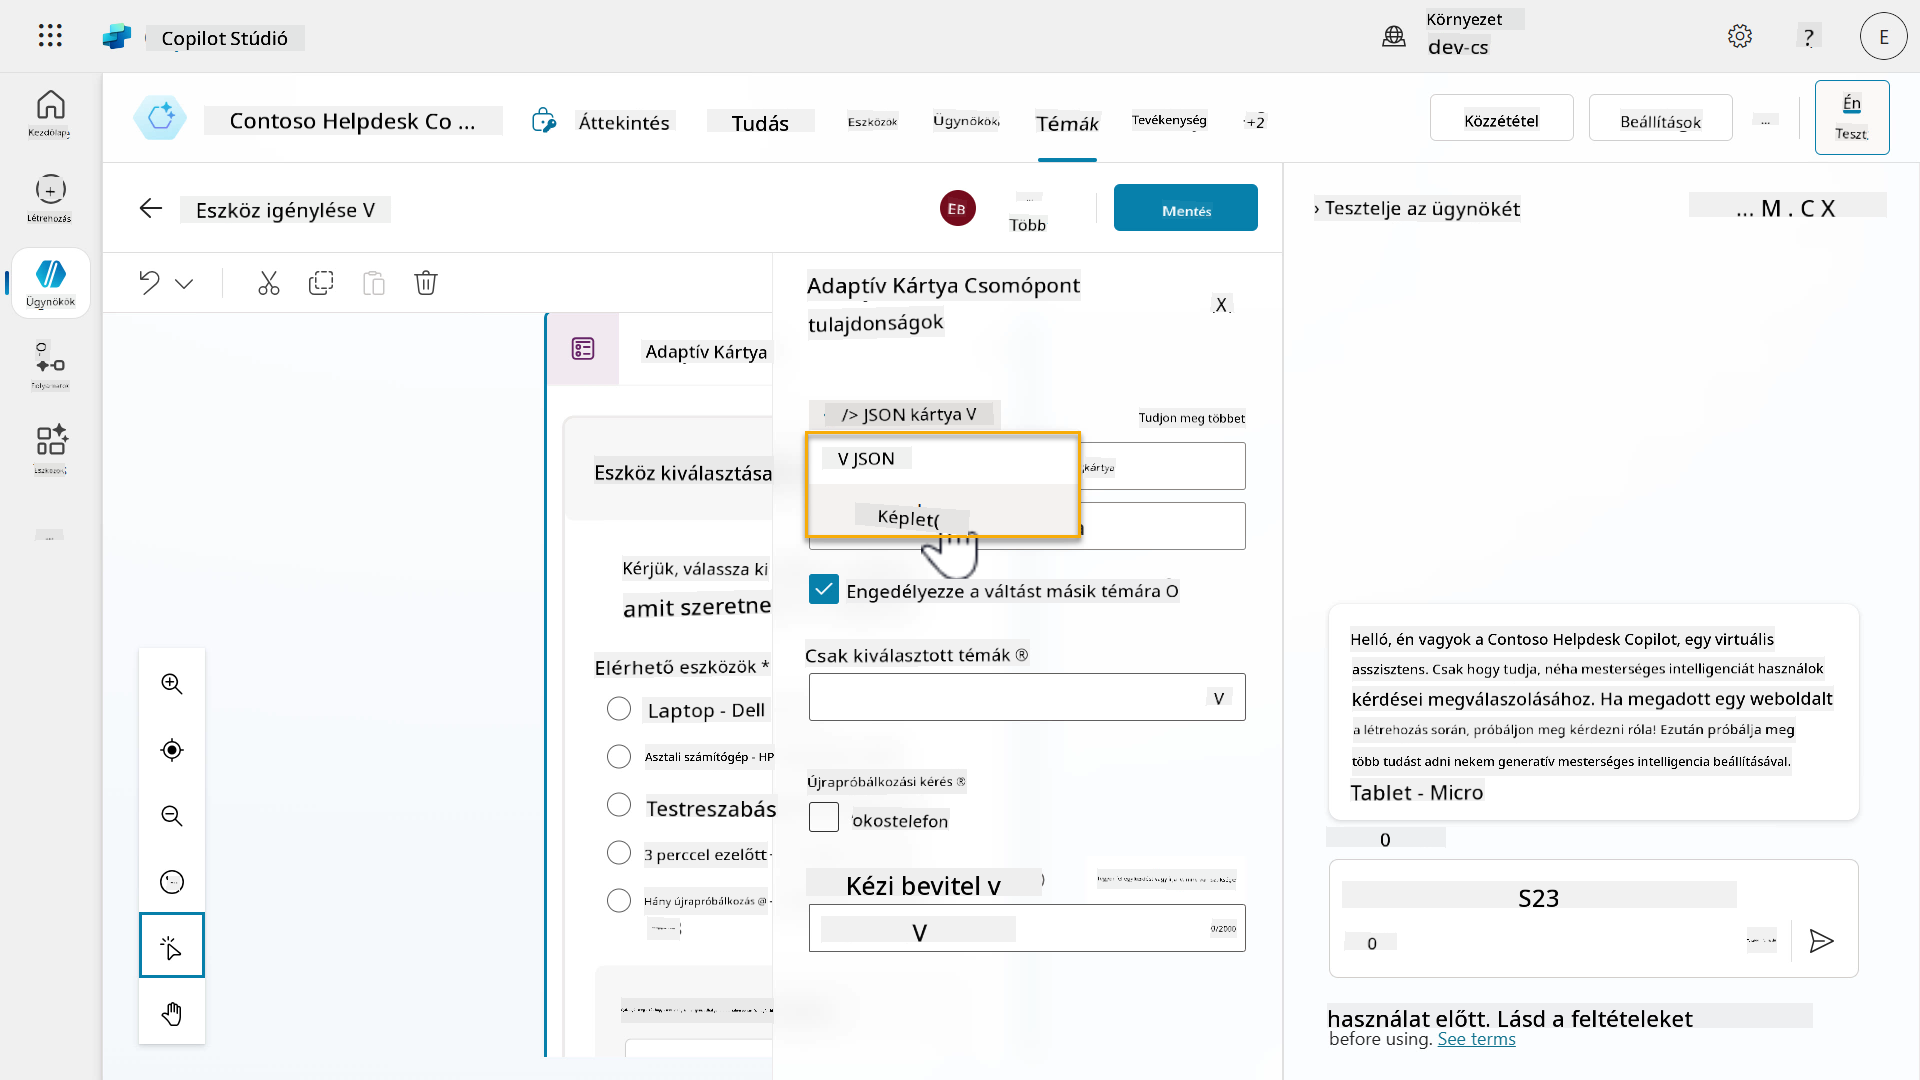 Copilot Stúdió
Környezet
dev-cs
?
E
Contoso Helpdesk Co ...
Áttekintés
Tudás
Eszközök
Ügynökök,
Témák
Tevékenység
+2
Közzététel
Beállítások
...
Én
Teszt
Kezdőlap
Létrehozás
Ügynökök
Eszköz igénylése V
EB
Több
Mentés
› Tesztelje az ügynökét
... M . C X
Adaptív Kártya Csomópont
tulajdonságok
X
Adaptív Kártya
/> JSON kártya V
Tudjon meg többet
V JSON
kártya
Képlet(
Eszköz kiválasztása
Kérjük, válassza ki
amit szeretne
Engedélyezze a váltást másik témára O
Csak kiválasztott témák ®
V
Elérhető eszközök *
Laptop - Dell
Asztali számítógép - HP
Testreszabás
3 perccel ezelőtt
Hány újrapróbálkozás @ -
Újrapróbálkozási kérés ®
okostelefon
Kézi bevitel v
V
0/2000
Helló, én vagyok a Contoso Helpdesk Copilot, egy virtuális
asszisztens. Csak hogy tudja, néha mesterséges intelligenciát használok
kérdései megválaszolásához. Ha megadott egy weboldalt
a létrehozás során, próbáljon meg kérdezni róla! Ezután próbálja meg
több tudást adni nekem generatív mesterséges intelligencia beállításával.
Tablet - Micro
0
S23
0
használat előtt. Lásd a feltételeket
before using. See terms